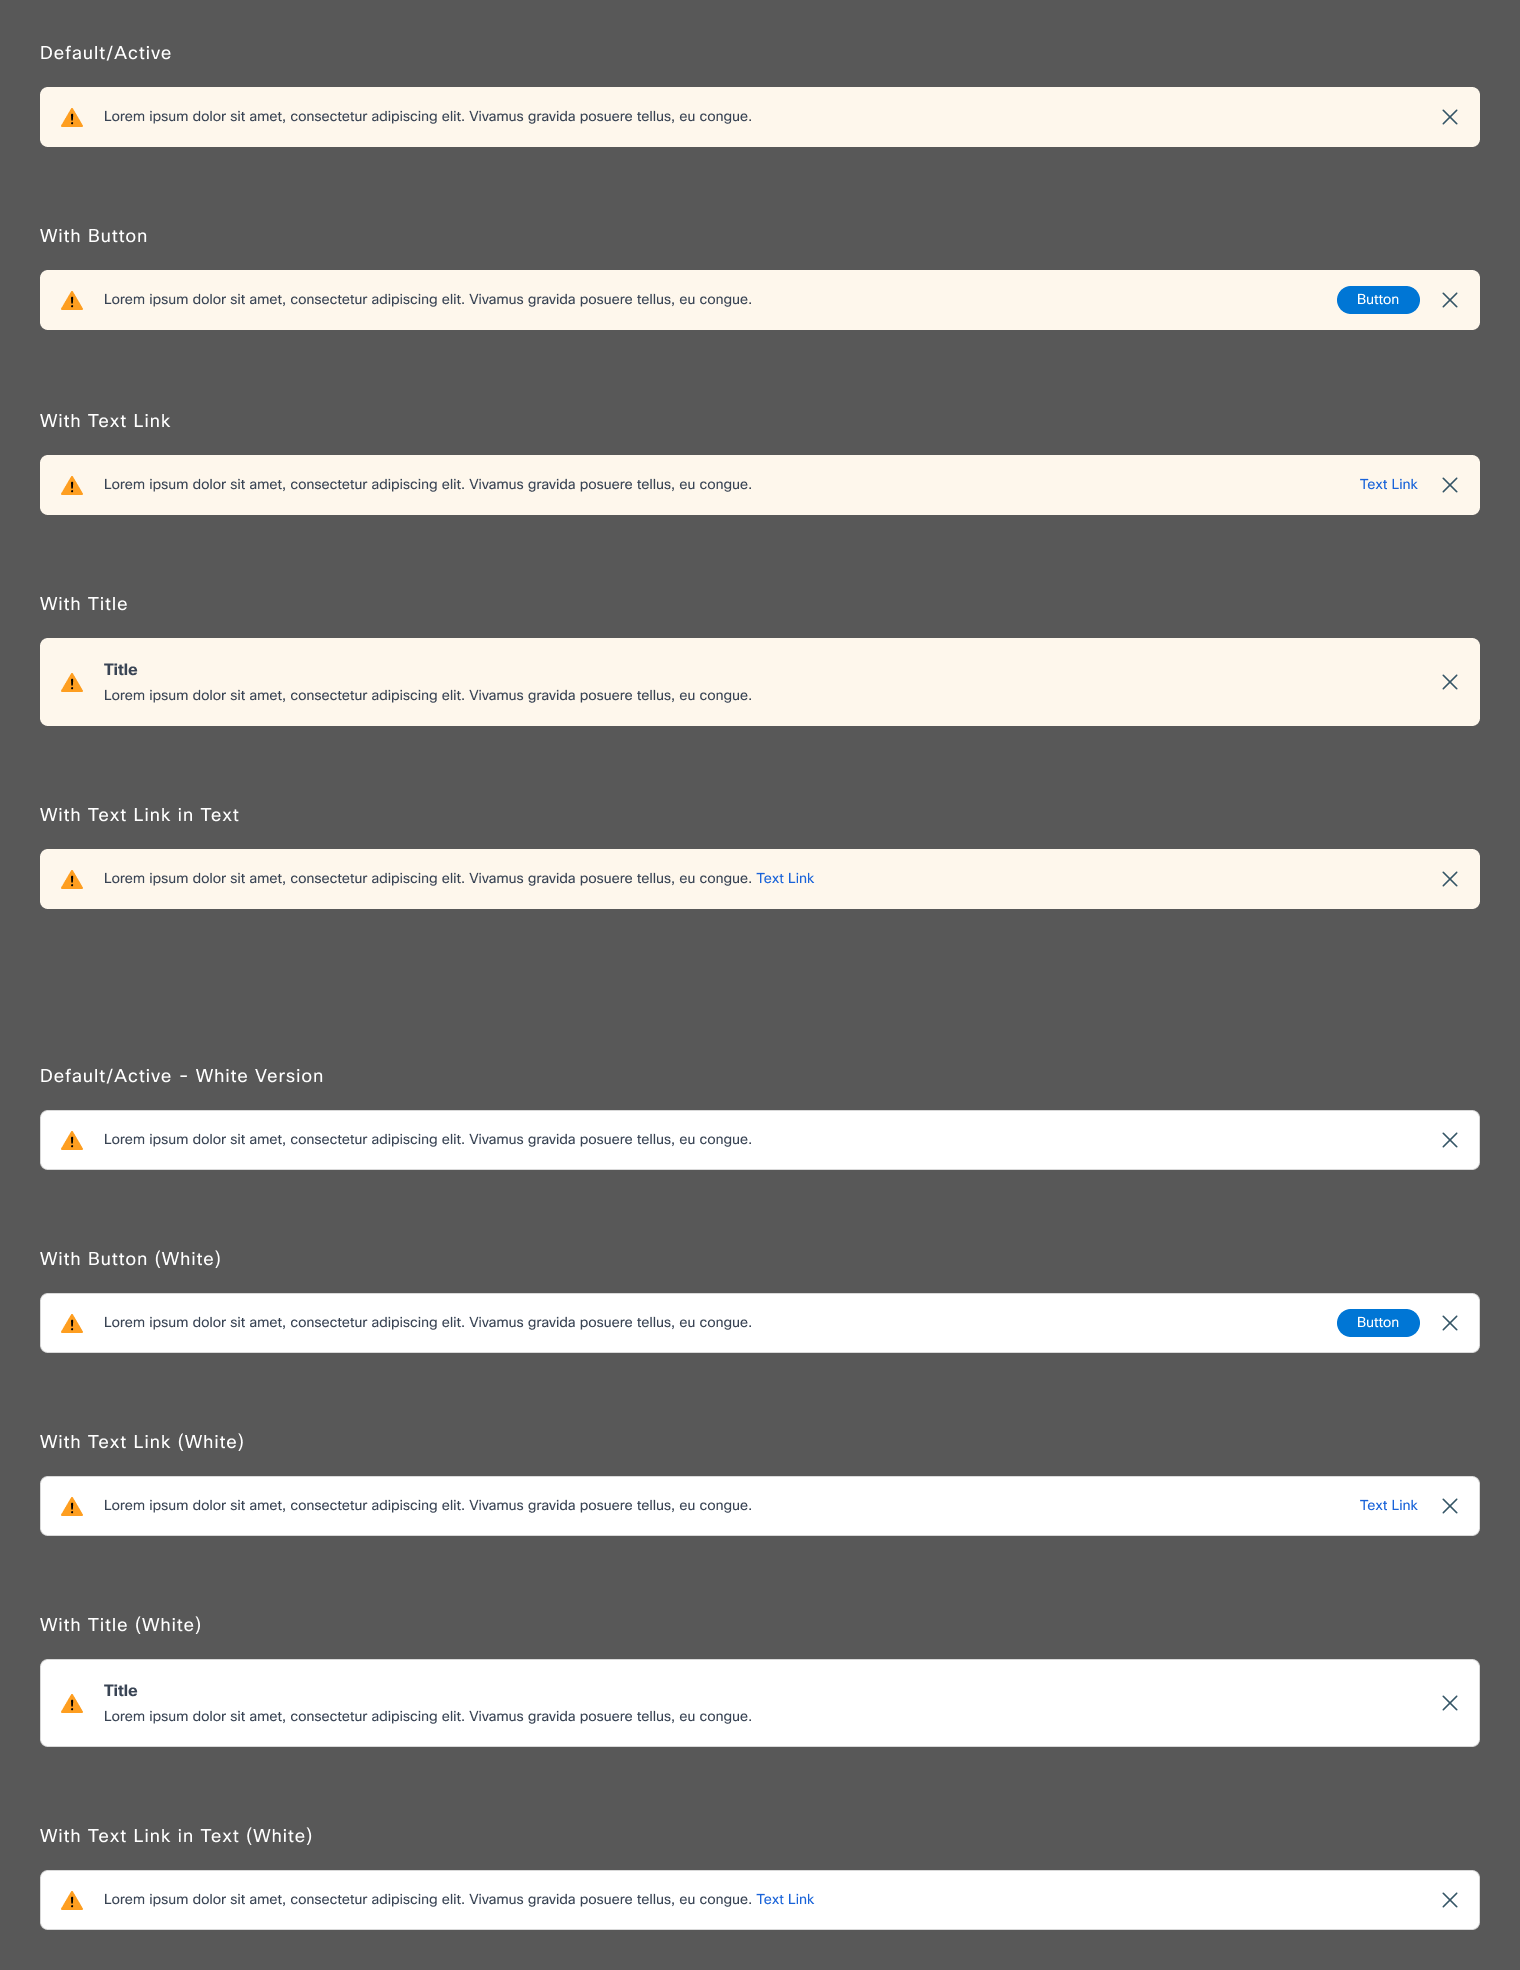 Default/Active
Lorem ipsum dolor sit amet, consectetur adipiscing elit. Vivamus gravida posuere tellus, eu congue.
With Button
Lorem ipsum dolor sit amet, consectetur adipiscing elit. Vivamus gravida posuere tellus, eu congue. Button
With Text Link
Lorem ipsum dolor sit amet, consectetur adipiscing elit. Vivamus gravida posuere tellus, eu congue. Text Link
With Title
Title
Lorem ipsum dolor sit amet, consectetur adipiscing elit. Vivamus gravida posuere tellus, eu congue.
With Text Link in Text
Lorem ipsum dolor sit amet, consectetur adipiscing elit. Vivamus gravida posuere tellus, eu congue. Text Link
Default/Active - White Version
Lorem ipsum dolor sit amet, consectetur adipiscing elit. Vivamus gravida posuere tellus, eu congue.
With Button (White)
Lorem ipsum dolor sit amet, consectetur adipiscing elit. Vivamus gravida posuere tellus, eu congue. Button
With Text Link (White)
Lorem ipsum dolor sit amet, consectetur adipiscing elit. Vivamus gravida posuere tellus, eu congue. Text Link
With Title (White)
Title
Lorem ipsum dolor sit amet, consectetur adipiscing elit. Vivamus gravida posuere tellus, eu congue.
With Text Link in Text (White)
Lorem ipsum dolor sit amet, consectetur adipiscing elit. Vivamus gravida posuere tellus, eu congue. Text Link